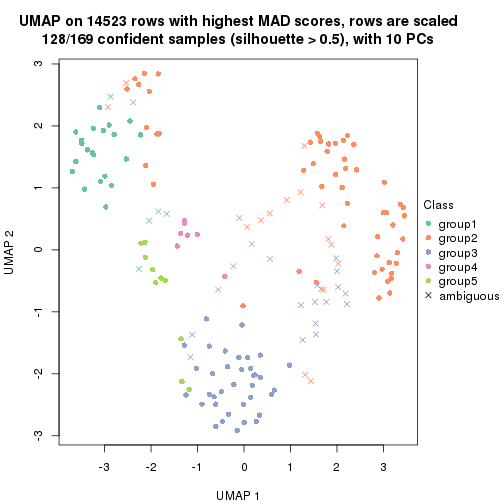 UMAP on 14523 rows with highest MAD scores, rows are scaled
128/169 confident samples (silhouette > 0.5), with 10 PCs
3
2
1
0
-1
-2
-3
UMAP 2
-3
-2
-1
0
1
2
3
UMAP 1
Class
group1
group2
group3
group4
group5
ambiguous